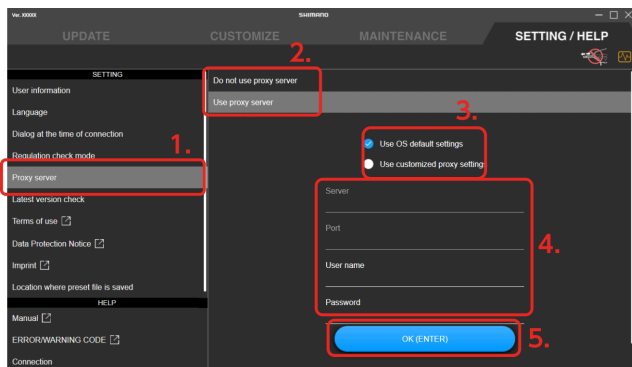 Ver. XXXXX
SHIMANO
UPDATE
CUSTOMIZE
MAINTENANCE
SETTING / HELP
SETTING
User information
Language
Dialog at the time of connection
Regulation check mode
1.
Proxy server
Latest version check
Terms of use
Data Protection Notice
Imprint
Location where preset file is saved
HELP
Manual
ERROR/WARNING CODE
Connection
2.
Do not use proxy server
Use proxy server
3.
Use OS default settings
Use customized proxy setting
4.
Server
Port
User name
Password
5.
OK (ENTER)